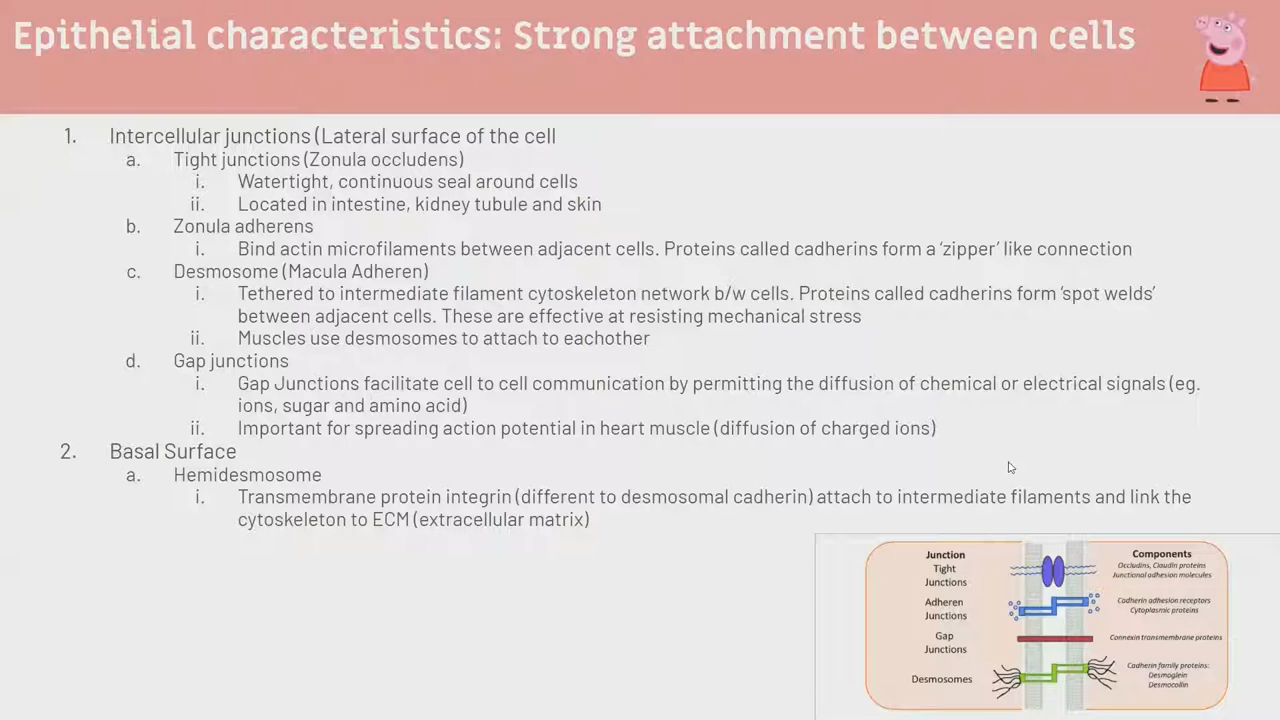 Epithelial characteristics: Strong attachment between cells
1. Intercellular junctions (Lateral surface of the cell
a. Tight junctions (Zonula occludens)
i. Watertight, continuous seal around cells
ii. Located in intestine, kidney tubule and skin
b. Zonula adherens
i. Bind actin microfilaments between adjacent cells. Proteins called cadherins form a ‘zipper’ like connection
c. Desmosome (Macula Adheren)
i. Tethered to intermediate filament cytoskeleton network b/w cells. Proteins called cadherins form ‘spot welds’
between adjacent cells. These are effective at resisting mechanical stress
ii. Muscles use desmosomes to attach to eachother
d. Gap junctions
i. Gap Junctions facilitate cell to cell communication by permitting the diffusion of chemical or electrical signals (eg.
ions, sugar and amino acid)
ii. Important for spreading action potential in heart muscle (diffusion of charged ions)
2. Basal Surface
a. Hemidesmosome
i. Transmembrane protein integrin (different to desmosomal cadherin) attach to intermediate filaments and link the
cytoskeleton to ECM (extracellular matrix)
Junction
Components
Tight
Junctions
Occludins, Claudin proteins
Junctional adhesion molecules
Adheren
Junctions
Cadherin adhesion receptors
Cytoplasmic proteins
Gap
Junctions
Connexin transmembrane proteins
Desmosomes
Cadherin family proteins:
Desmoglein
Desmocollin